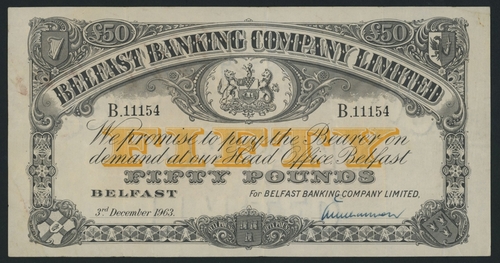 £50 £50
BELFAST BANKING COMPANY LIMITED
B.11154 B.11154
FIFTY
We promise to pay the Bearer on
demand at our Head Office Belfast
FIFTY POUNDS
BELFAST For BELFAST BANKING COMPANY LIMITED.
3rd December 1963.